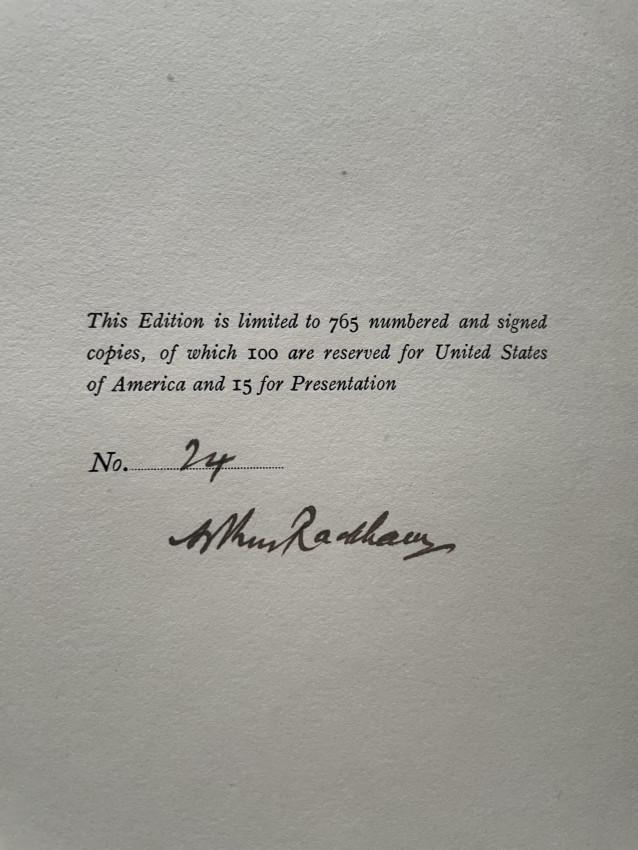 This Edition is limited to 765 numbered and signed
copies, of which 100 are reserved for United States
of America and 15 for Presentation
No. 24
Arthur Rackham